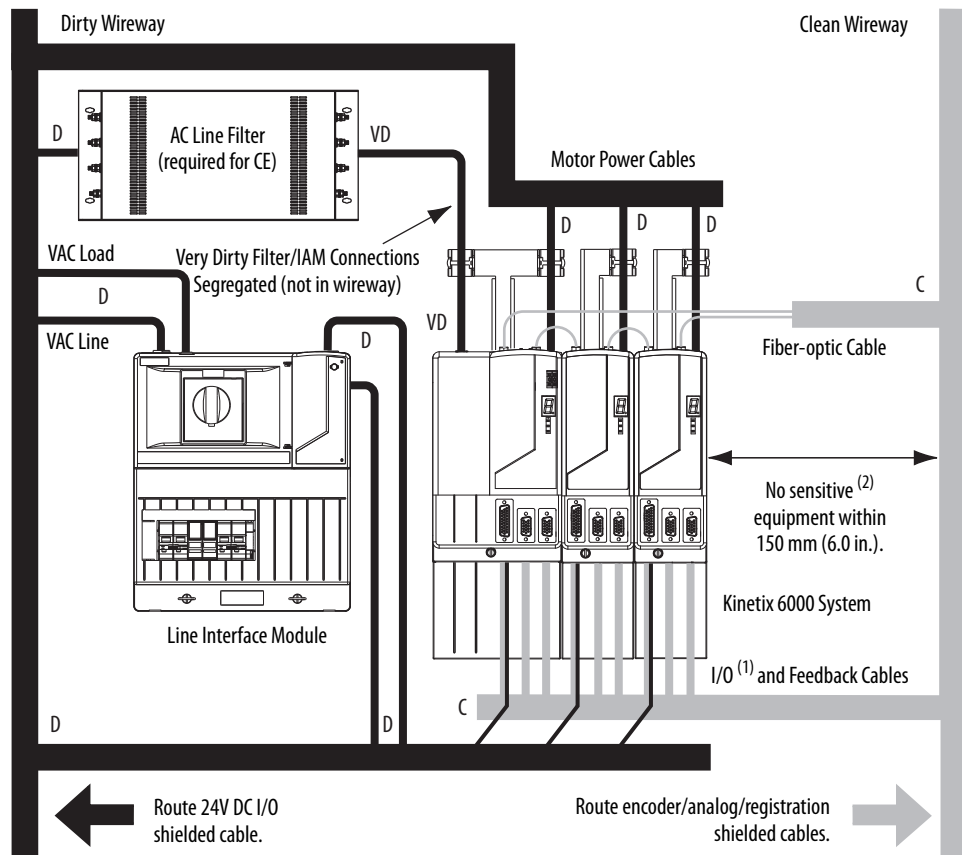 Dirty Wireway
Clean Wireway
D
AC Line Filter
(required for CE)
VD
Motor Power Cables
D
D
D
Very Dirty Filter/IAM Connections
Segregated (not in wireway)
VAC Load
D
VAC Line
D
VD
C
Fiber-optic Cable
No sensitive (2)
equipment within
150 mm (6.0 in.).
Line Interface Module
Kinetix 6000 System
I/O (1) and Feedback Cables
C
D
D
Route 24V DC I/O
shielded cable.
Route encoder/analog/registration
shielded cables.